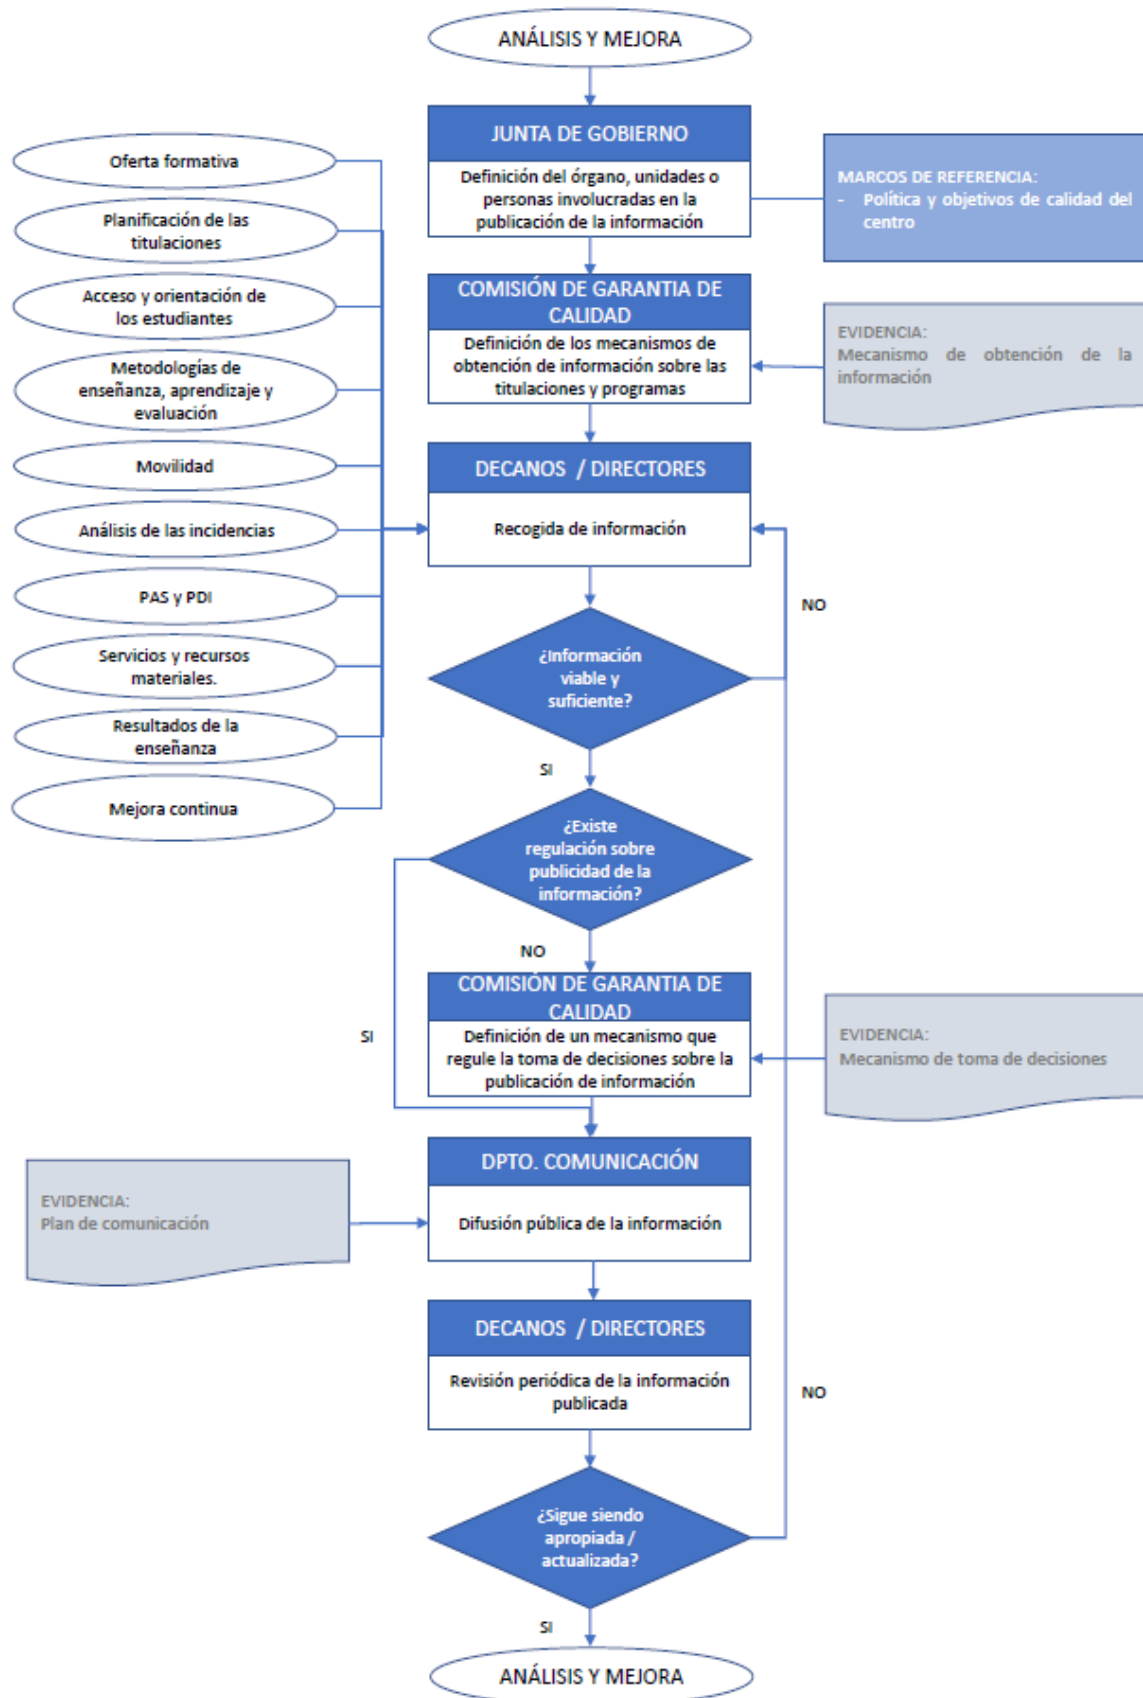 ANÁLISIS Y MEJORA
JUNTA DE GOBIERNO
Definición del órgano, unidades o
personas involucradas en la
publicación de la información
MARCOS DE REFERENCIA:
- Política y objetivos de calidad del
centro
Oferta formativa
Planificación de las
titulaciones
Acceso y orientación de
los estudiantes
Metodologías de
enseñanza, aprendizaje y
evaluación
Movilidad
Análisis de las incidencias
PAS y PDI
Servicios y recursos
materiales.
Resultados de la
enseñanza
Mejora continua
COMISIÓN DE GARANTIA DE
CALIDAD
Definición de los mecanismos de
obtención de información sobre las
titulaciones y programas
EVIDENCIA:
Mecanismo de obtención de la
información
DECANOS / DIRECTORES
Recogida de información
¿Información
viable y
suficiente?
NO
SI
¿Existe
regulación sobre
publicidad de la
información?
NO
SI
COMISIÓN DE GARANTIA DE
CALIDAD
Definición de un mecanismo que
regule la toma de decisiones sobre la
publicación de información
EVIDENCIA:
Mecanismo de toma de decisiones
DPTO. COMUNICACIÓN
Difusión pública de la información
EVIDENCIA:
Plan de comunicación
DECANOS / DIRECTORES
Revisión periódica de la información
publicada
NO
¿Sigue siendo
apropiada /
actualizada?
SI
ANÁLISIS Y MEJORA